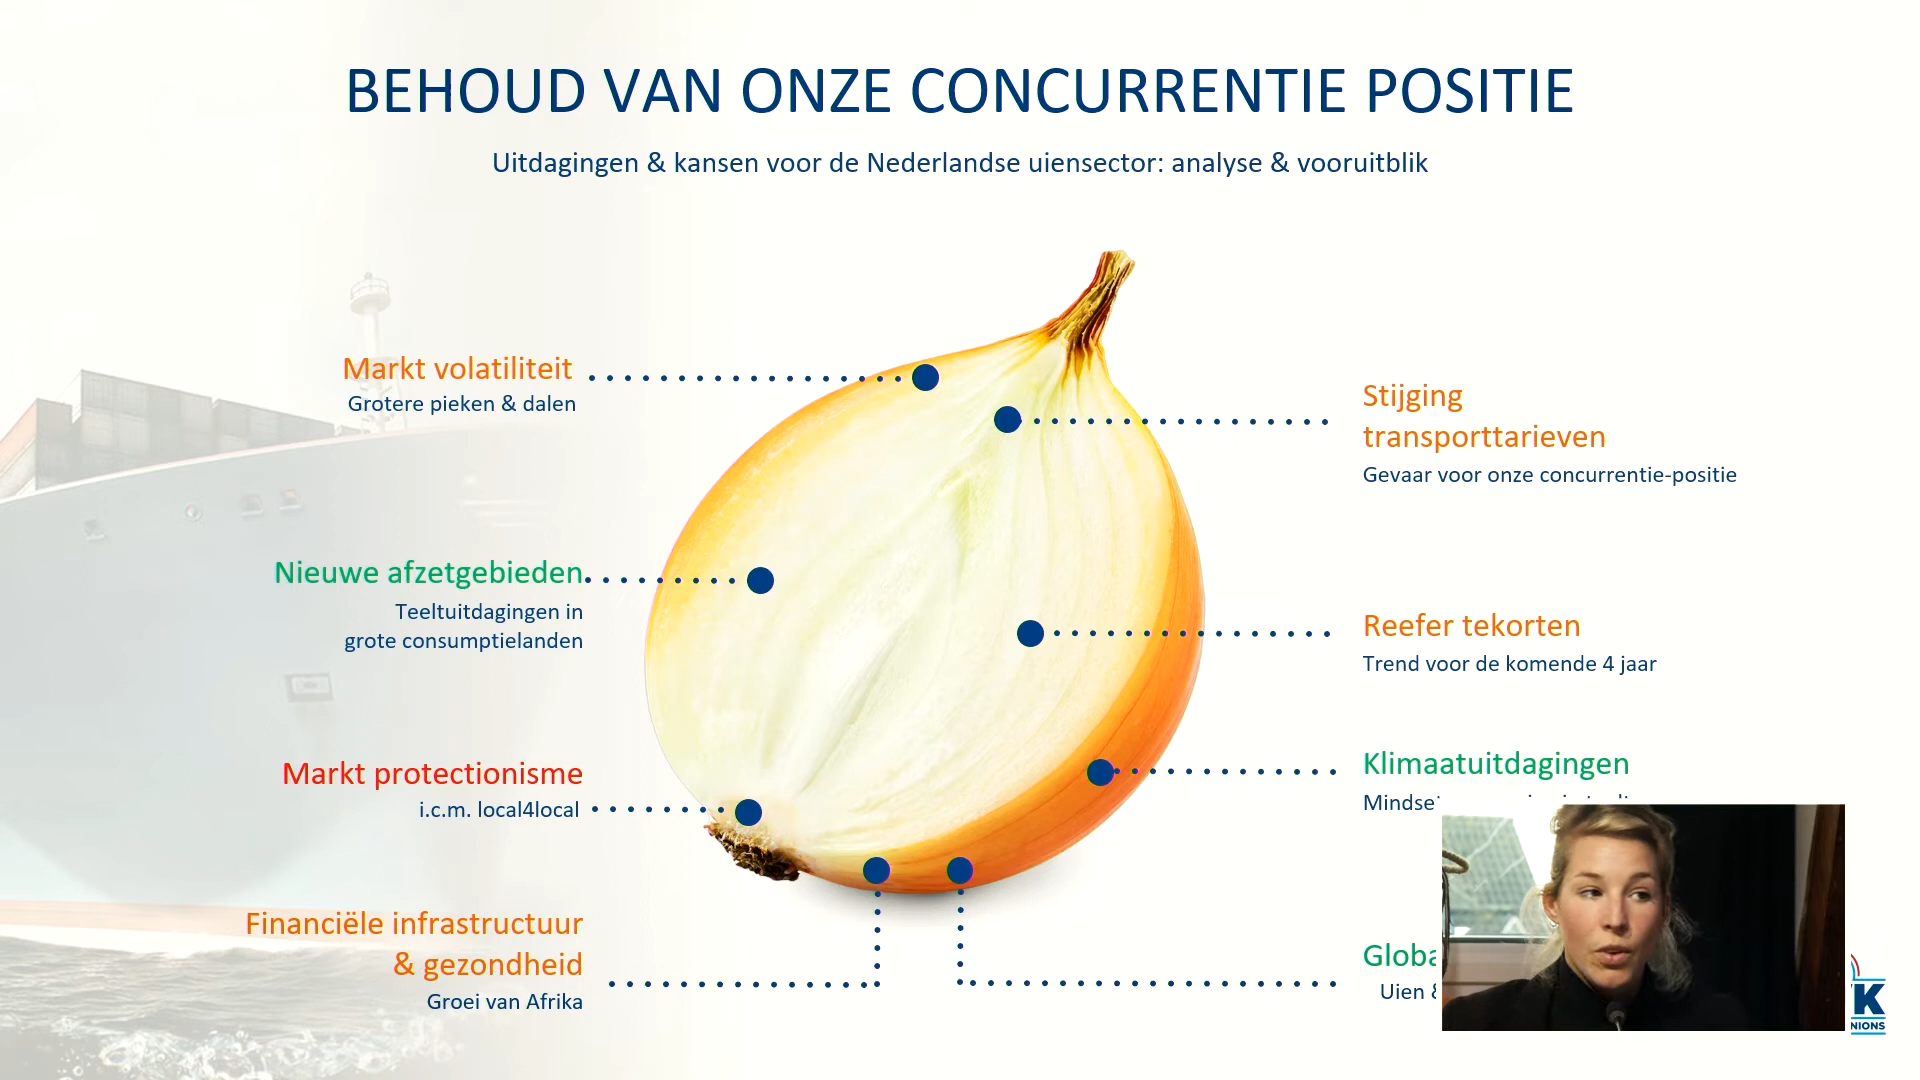 BEHOUD VAN ONZE CONCURRENTIE POSITIE
Uitdagingen & kansen voor de Nederlandse uiensector: analyse & vooruitblik
Markt volatiliteit
Grotere pieken & dalen
Nieuwe afzetgebieden
Teeltuitdagingen in
grote consumptielanden
Markt protectionisme
i.c.m. local4local
Financiële infrastructuur
& gezondheid
Groei van Afrika
Stijging
transporttarieven
Gevaar voor onze concurrentie-positie
Reefer tekorten
Trend voor de komende 4 jaar
Klimaatuitdagingen
Uien
K
NIONS